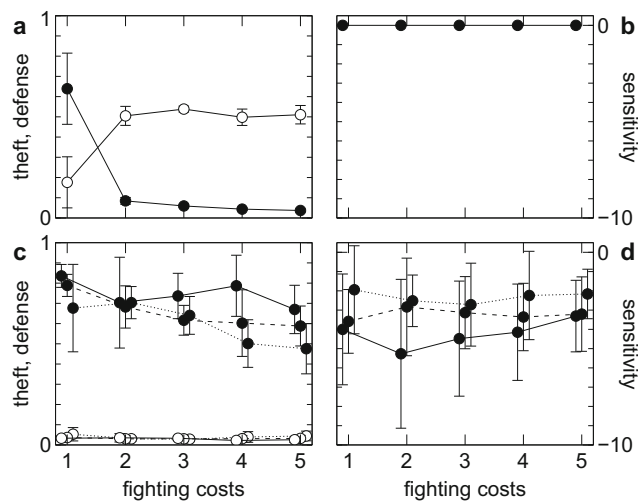 a
1
theft, defense
0
b
0
sensitivity
−10
c
1
theft, defense
0
1 2 3 4 5
fighting costs
d
0
sensitivity
−10
1 2 3 4 5
fighting costs